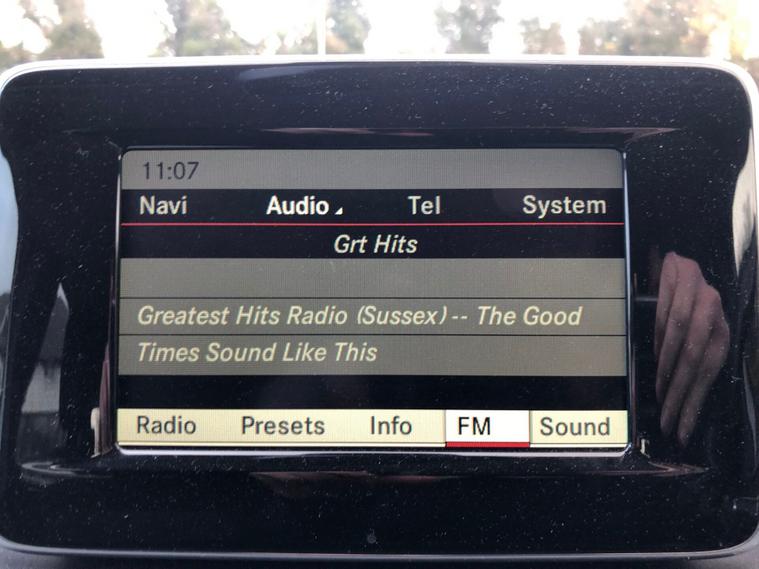 11:07
Navi Audio Tel System
Grt Hits
Greatest Hits Radio (Sussex) -- The Good
Times Sound Like This
Radio Presets Info FM Sound